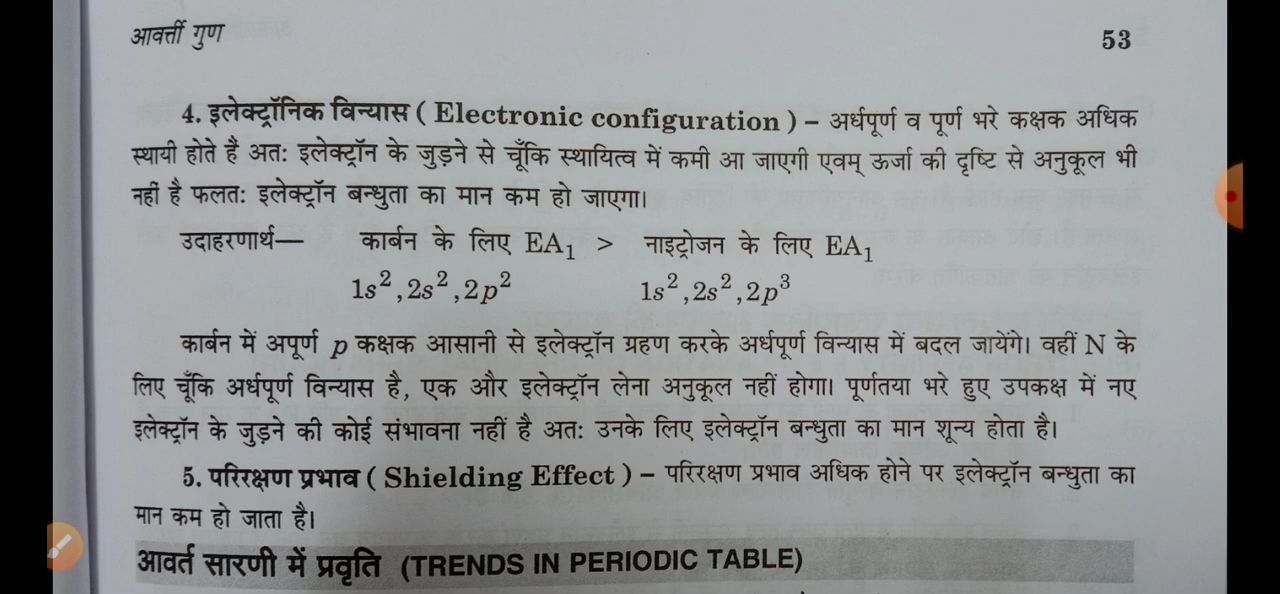 आवर्त्ती गुण
53
4. इलेक्ट्रॉनिक विन्यास ( Electronic configuration ) – अर्धपूर्ण व पूर्ण भरे कक्षक अधिक
स्थायी होते हैं अत: इलेक्ट्रॉन के जुड़ने से चूँकि स्थायित्व में कमी आ जाएगी एवम् ऊर्जा की दृष्टि से अनुकूल भी
नहीं है फलत: इलेक्ट्रॉन बन्धुता का मान कम हो जाएगा।
उदाहरणार्थ— कार्बन के लिए EA₁ > नाइट्रोजन के लिए EA₁
1s², 2s², 2p² 1s², 2s², 2p³
कार्बन में अपूर्ण p कक्षक आसानी से इलेक्ट्रॉन ग्रहण करके अर्धपूर्ण विन्यास में बदल जायेंगे। वहीं N के
लिए चूँकि अर्धपूर्ण विन्यास है, एक और इलेक्ट्रॉन लेना अनुकूल नहीं होगा। पूर्णतया भरे हुए उपकक्ष में नए
इलेक्ट्रॉन के जुड़ने की कोई संभावना नहीं है अत: उनके लिए इलेक्ट्रॉन बन्धुता का मान शून्य होता है।
5. परिरक्षण प्रभाव ( Shielding Effect ) – परिरक्षण प्रभाव अधिक होने पर इलेक्ट्रॉन बन्धुता का
मान कम हो जाता है।
आवर्त सारणी में प्रवृति (TRENDS IN PERIODIC TABLE)